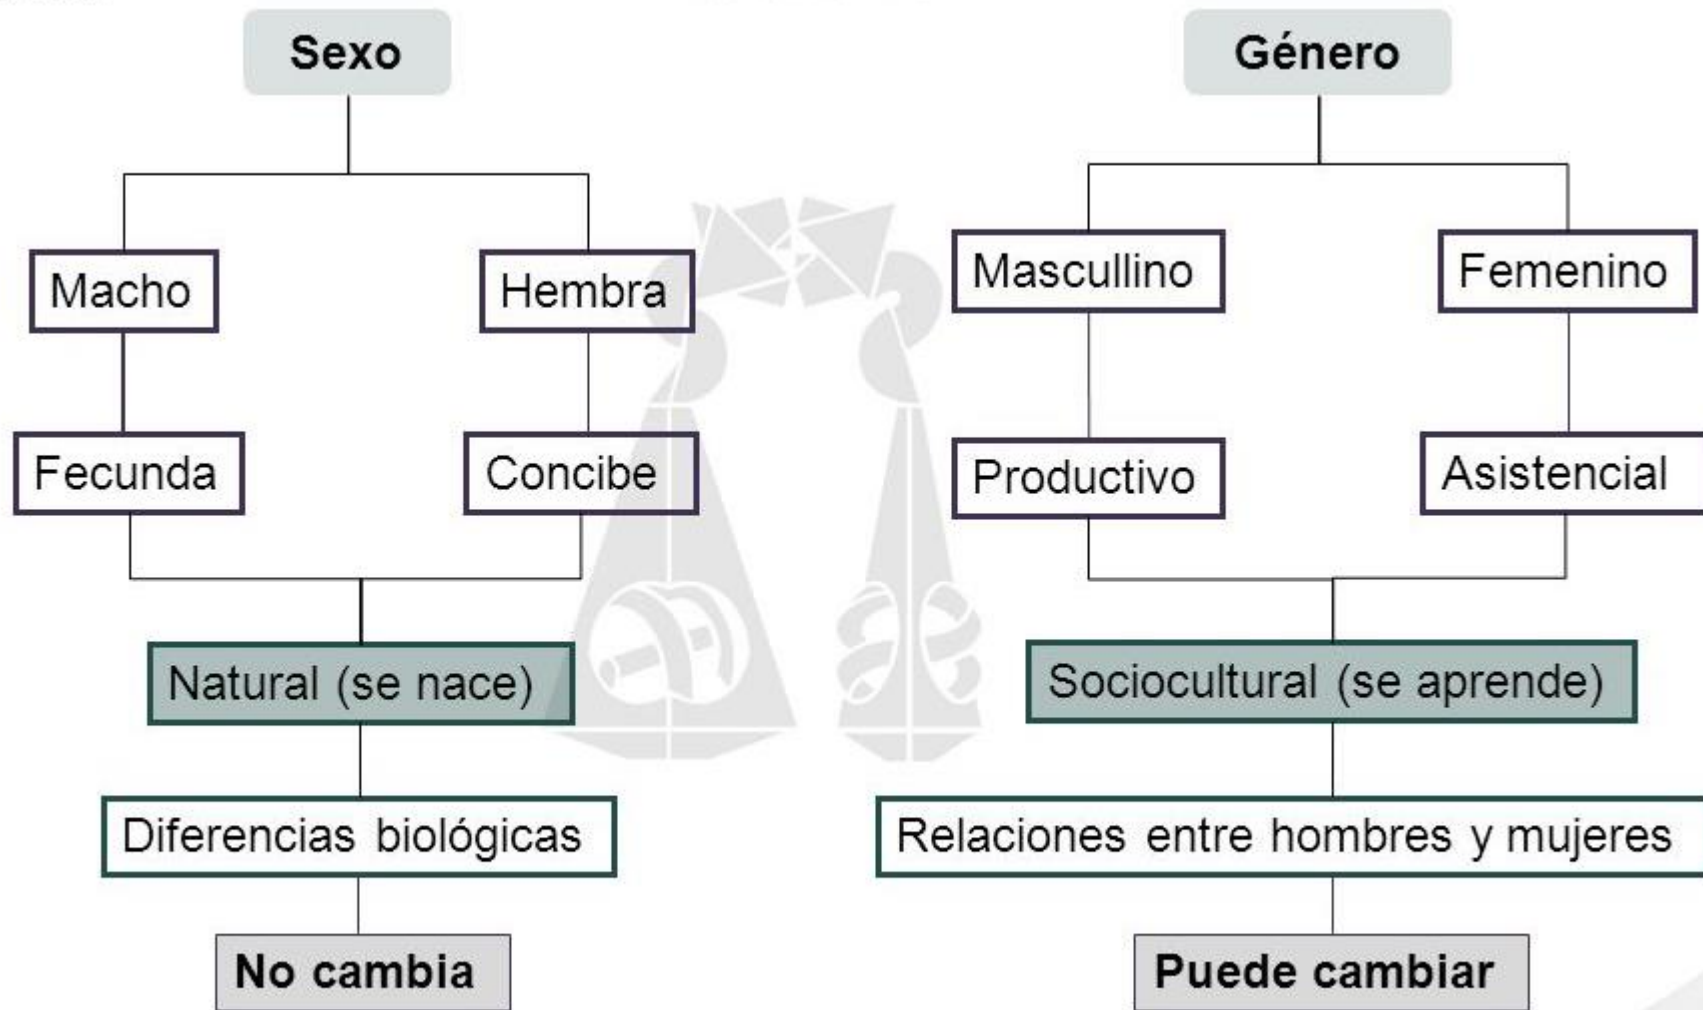 Sexo
Género
Macho
Hembra
Mascullino
Femenino
Fecunda
Concibe
Productivo
Asistencial
Natural (se nace)
Sociocultural (se aprende)
Diferencias biológicas
Relaciones entre hombres y mujeres
No cambia
Puede cambiar